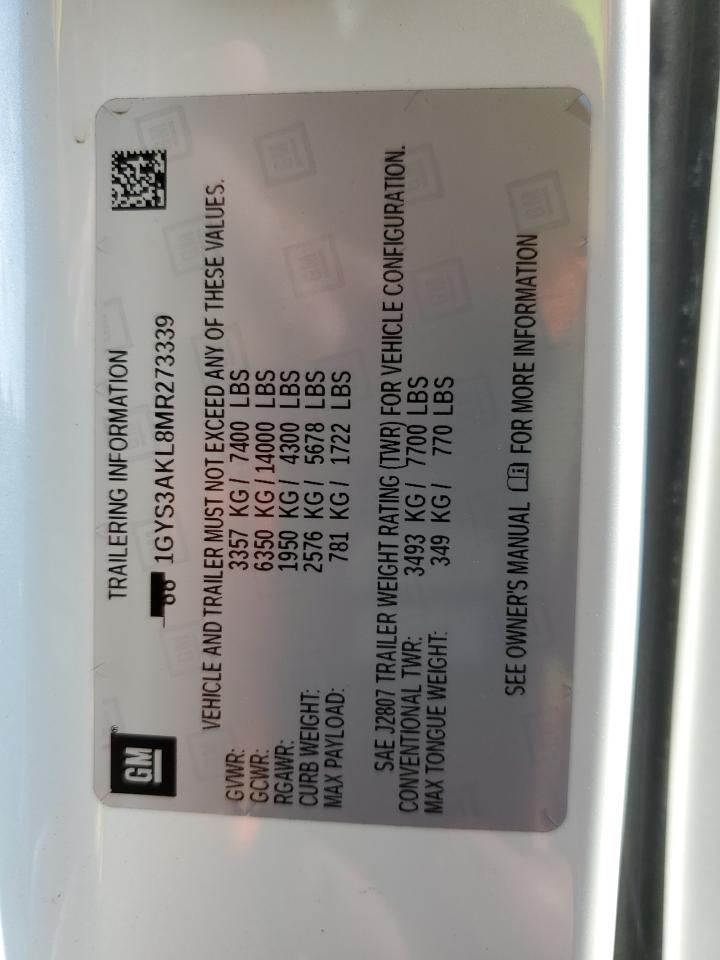 GM
TRAILERING INFORMATION
1GYS3AKL8MR273339
VEHICLE AND TRAILER MUST NOT EXCEED ANY OF THESE VALUES.
GVWR: 3357 KG / 7400 LBS
GCWR: 6350 KG / 14000 LBS
RGAWR: 1950 KG / 4300 LBS
CURB WEIGHT: 2576 KG / 5678 LBS
MAX PAYLOAD: 781 KG / 1722 LBS
SAE J2807 TRAILER WEIGHT RATING (TWR) FOR VEHICLE CONFIGURATION.
CONVENTIONAL TWR: 3493 KG / 7700 LBS
MAX TONGUE WEIGHT: 349 KG / 770 LBS
SEE OWNER'S MANUAL FOR MORE INFORMATION